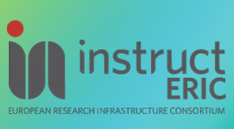 instruct
ERIC
EUROPEAN RESEARCH INFRASTRUCTURE CONSORTIUM